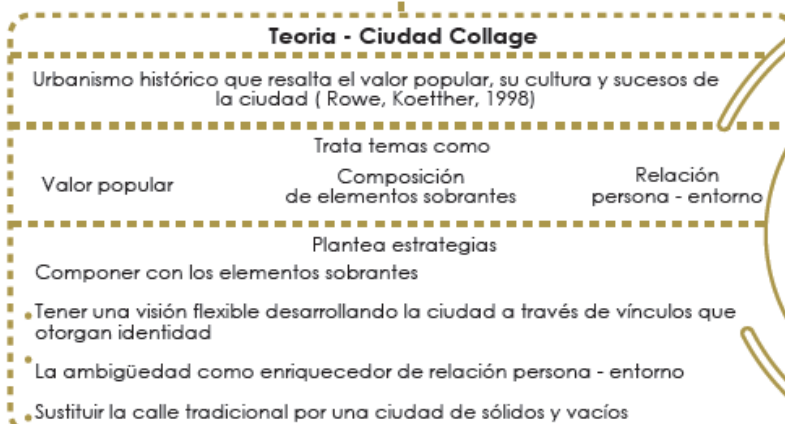 Teoria - Ciudad Collage
Urbanismo histórico que resalta el valor popular, su cultura y sucesos de
la ciudad ( Rowe, Koetther, 1998)
Trata temas como
Valor popular
Composición
de elementos sobrantes
Relación
persona - entorno
Plantea estrategias
Componer con los elementos sobrantes
Tener una visión flexible desarrollando la ciudad a través de vínculos que
otorgan identidad
La ambigüedad como enriquecedor de relación persona - entorno
Sustituir la calle tradicional por una ciudad de sólidos y vacíos